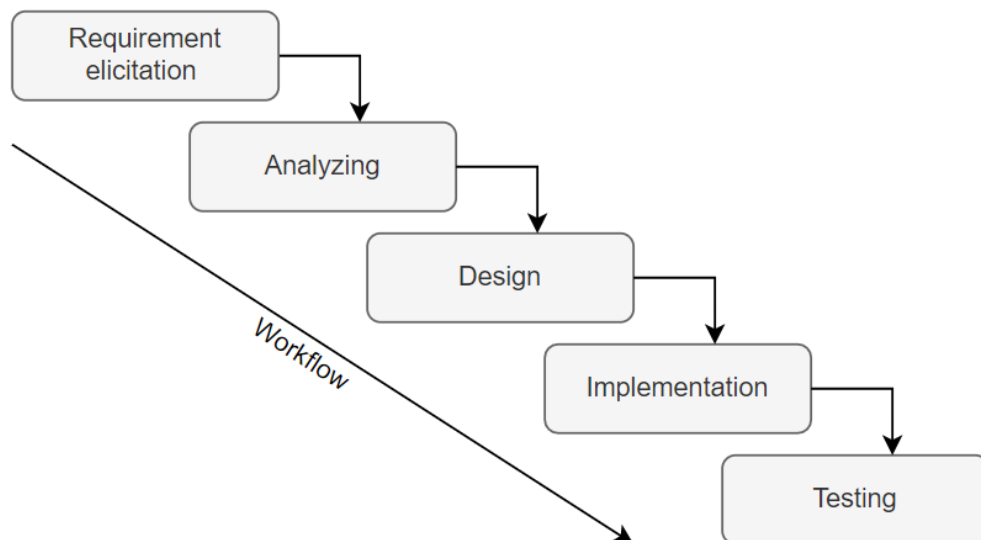 Requirement
elicitation
Analyzing
Design
Workflow
Implementation
Testing